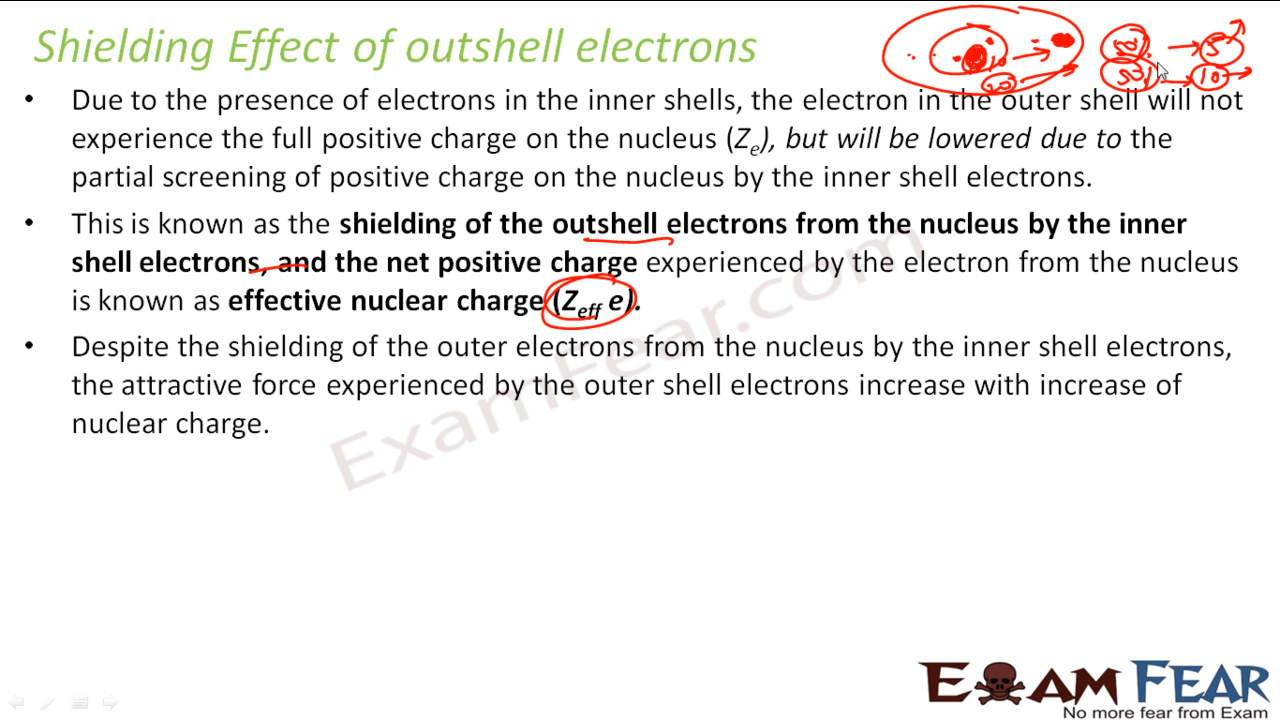 Shielding Effect of outshell electrons
• Due to the presence of electrons in the inner shells, the electron in the outer shell will not
experience the full positive charge on the nucleus (Ze), but will be lowered due to the
partial screening of positive charge on the nucleus by the inner shell electrons.
• This is known as the shielding of the outshell electrons from the nucleus by the inner
shell electrons, and the net positive charge experienced by the electron from the nucleus
is known as effective nuclear charge (Zeff e).
• Despite the shielding of the outer electrons from the nucleus by the inner shell electrons,
the attractive force experienced by the outer shell electrons increase with increase of
nuclear charge.
ExamFear.com
EXAMFEAR
No more fear from Exam